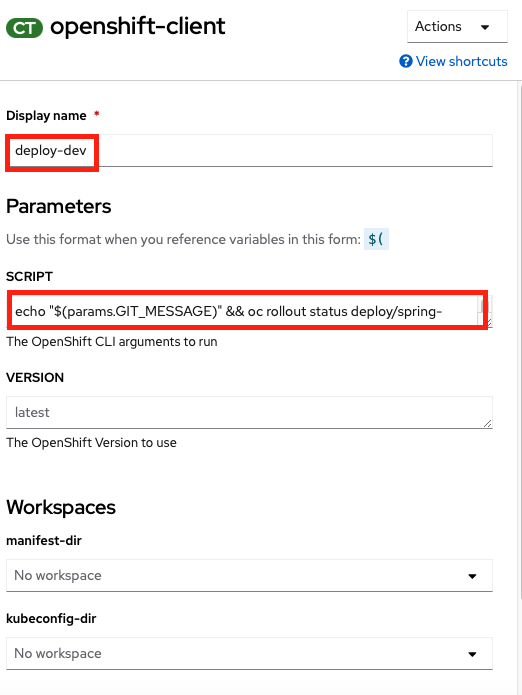 CT openshift-client
Actions
View shortcuts
Display name *
deploy-dev
Parameters
Use this format when you reference variables in this form: $(
SCRIPT
echo "$(params.GIT_MESSAGE)" && oc rollout status deploy/spring-
The OpenShift CLI arguments to run
VERSION
latest
The OpenShift Version to use
Workspaces
manifest-dir
No workspace
kubeconfig-dir
No workspace